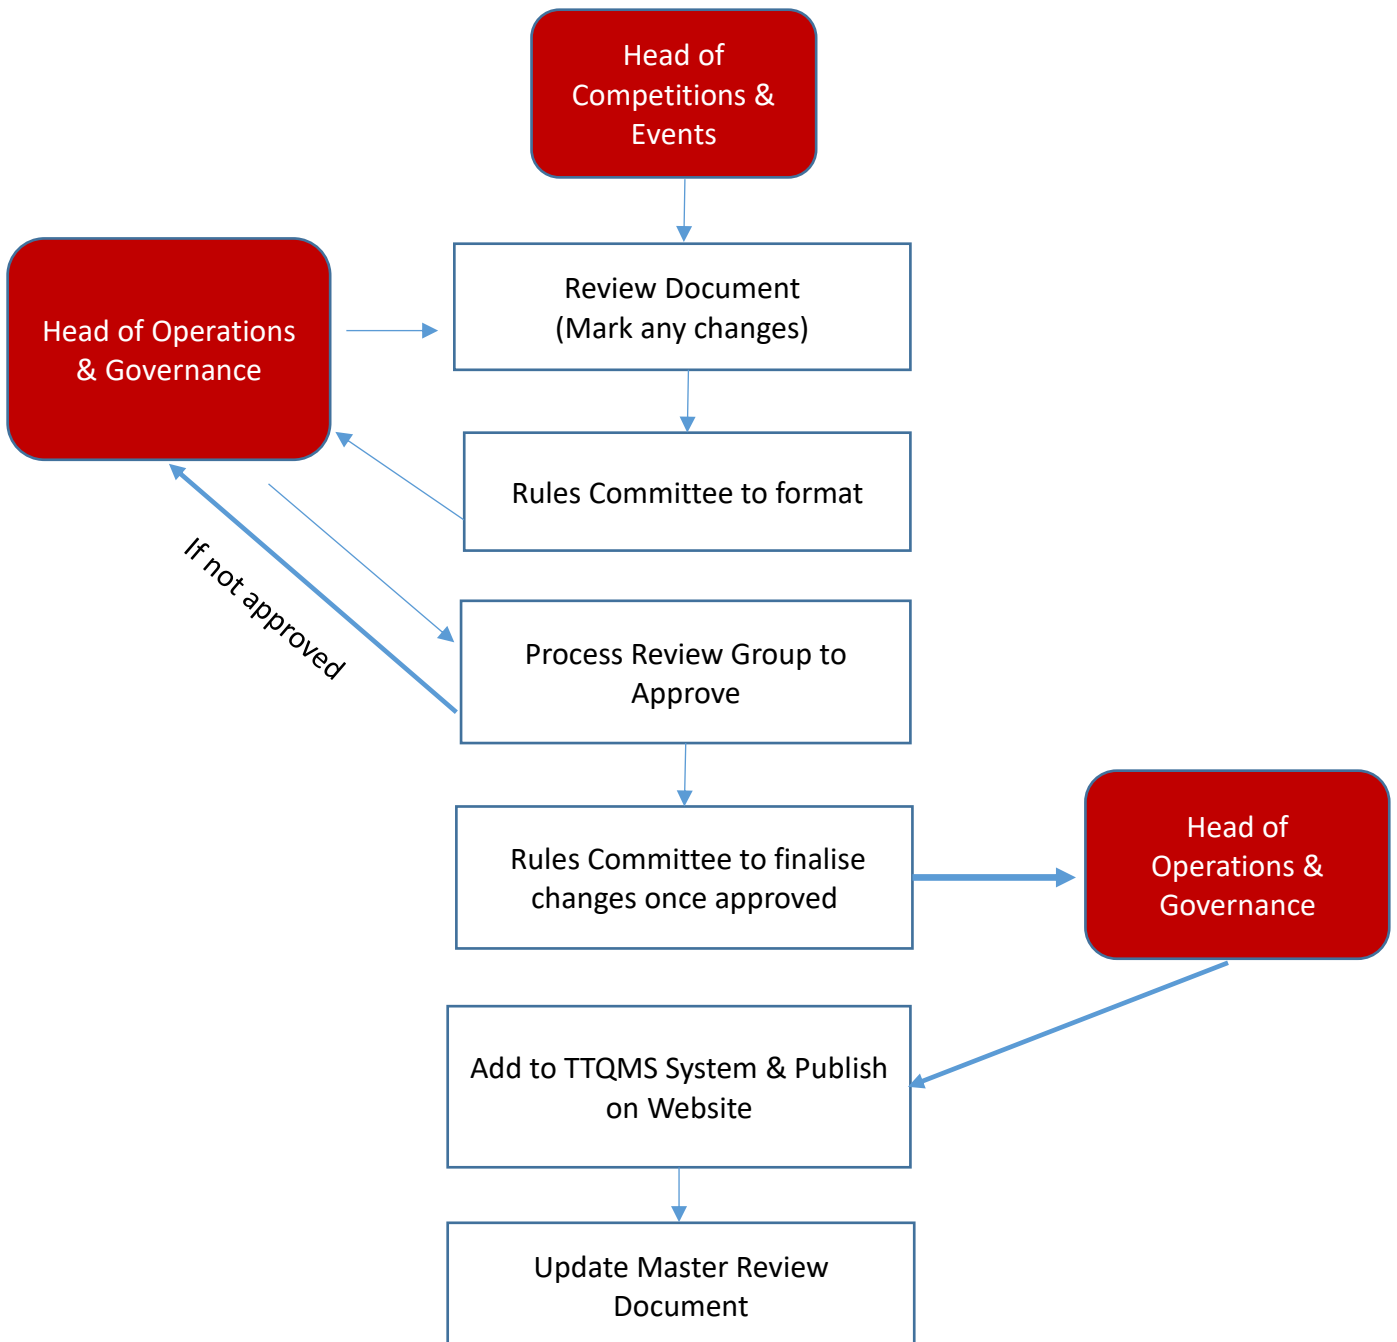 Head of
Competitions &
Events
Head of Operations
& Governance
Review Document
(Mark any changes)
Rules Committee to format
If not approved
Process Review Group to
Approve
Rules Committee to finalise
changes once approved
Head of
Operations &
Governance
Add to TTQMS System & Publish
on Website
Update Master Review
Document